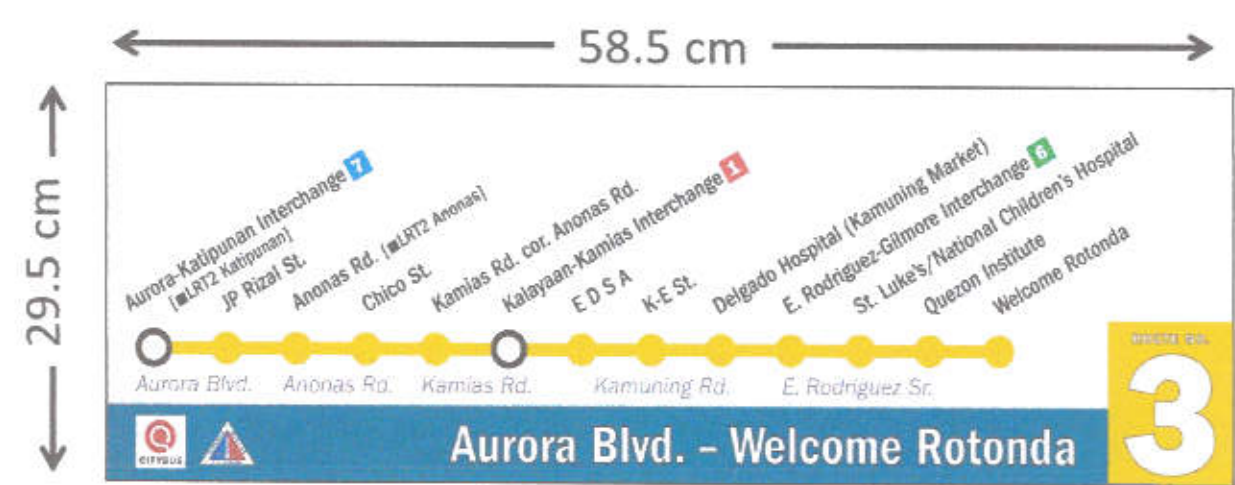 58.5 cm
29.5 cm
Aurora-Katipunan Interchange 7
[■LRT2 Katipunan]
JP Rizal St.
Anonas Rd. [■LRT2 Anonas]
Chico St.
Kamias Rd. cor. Anonas Rd.
Kalayaan-Kamias Interchange 1
E D S A
K-E St.
Delgado Hospital (Kamuning Market)
E. Rodriguez-Gilmore Interchange 6
St. Luke's/National Children's Hospital
Quezon Institute
Welcome Rotonda
Aurora Blvd. Anonas Rd. Kamias Rd. Kamuning Rd. E. Rodriguez Sr.
ROUTE NO.
3
CITYBUS
Aurora Blvd. – Welcome Rotonda